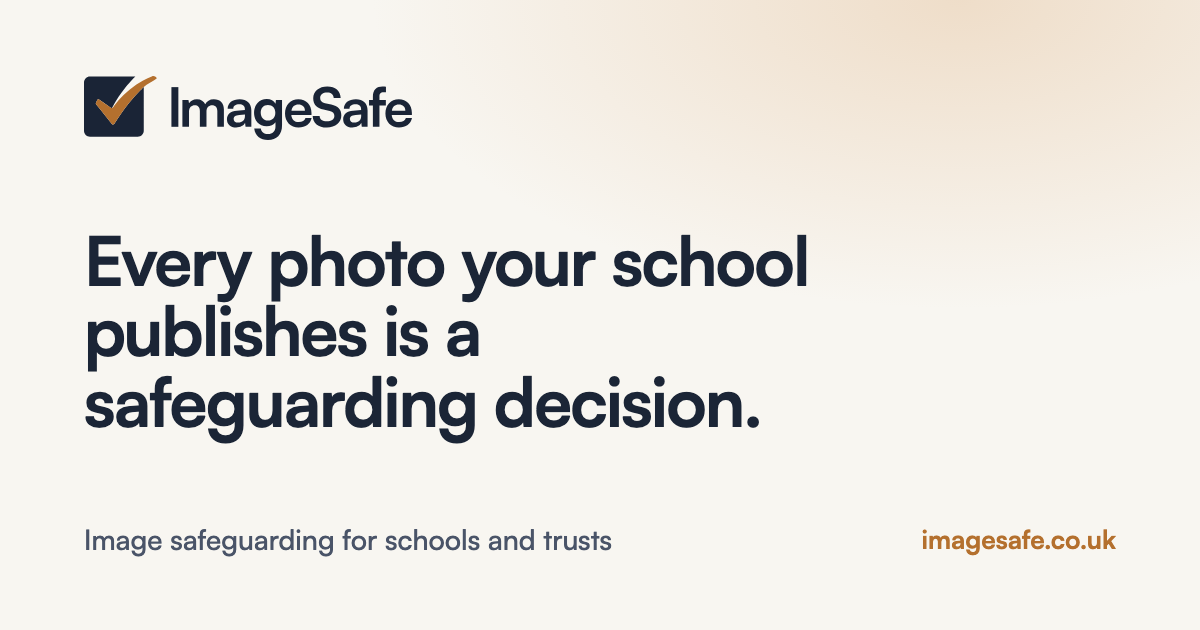 ImageSafe
Every photo your school
publishes is a
safeguarding decision.
Image safeguarding for schools and trusts
imagesafe.co.uk